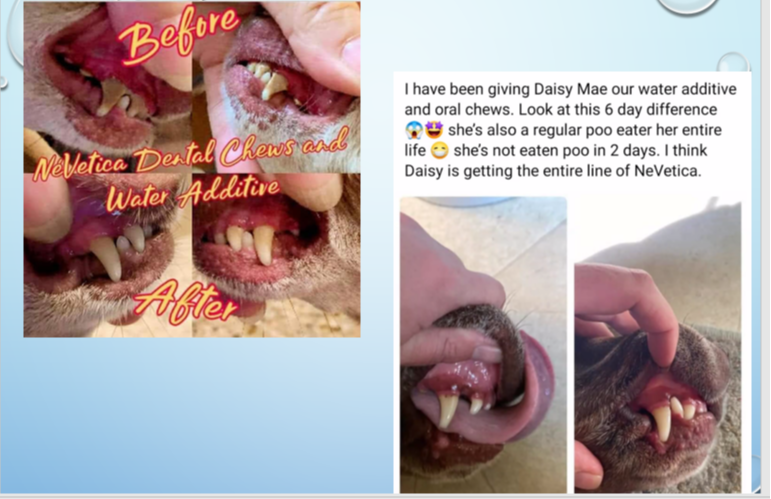 Before
NéVetica Dental Chews and
Water Additive
After
I have been giving Daisy Mae our water additive
and oral chews. Look at this 6 day difference
😱🤩 she's also a regular poo eater her entire
life 😁 she's not eaten poo in 2 days. I think
Daisy is getting the entire line of NeVetica.